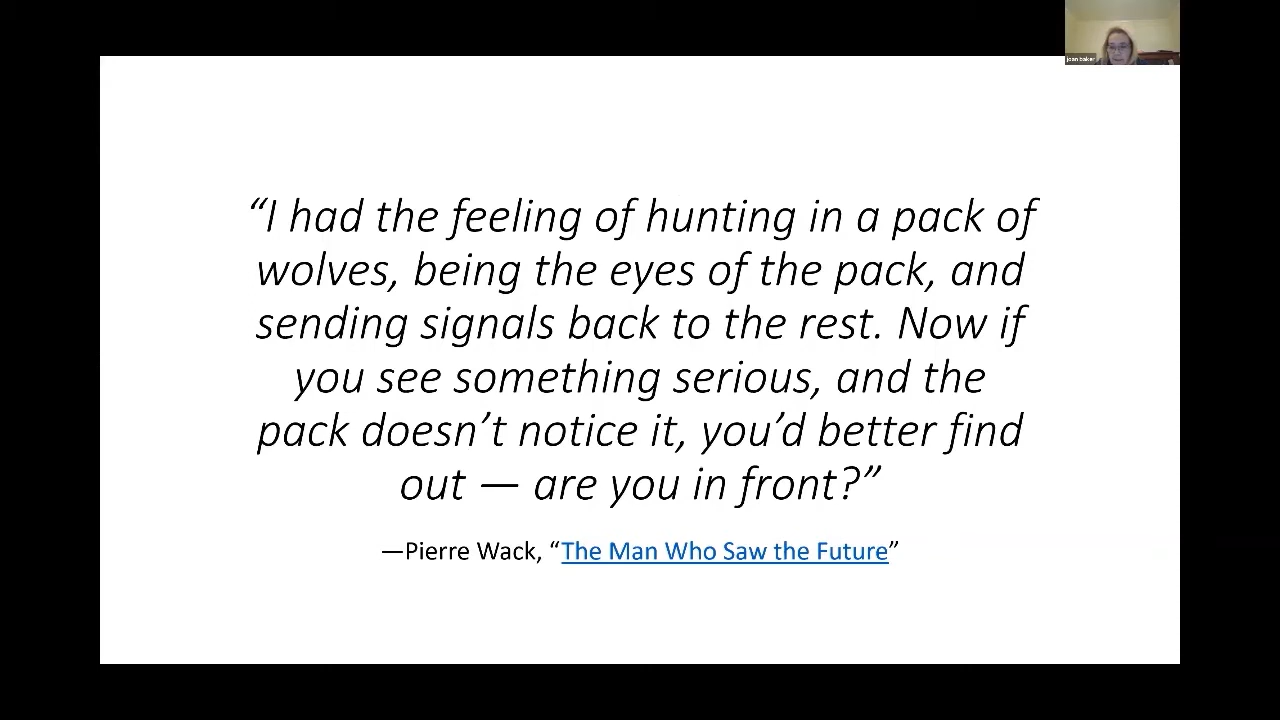 joan baker
“I had the feeling of hunting in a pack of
wolves, being the eyes of the pack, and
sending signals back to the rest. Now if
you see something serious, and the
pack doesn’t notice it, you’d better find
out — are you in front?”
—Pierre Wack, “The Man Who Saw the Future”